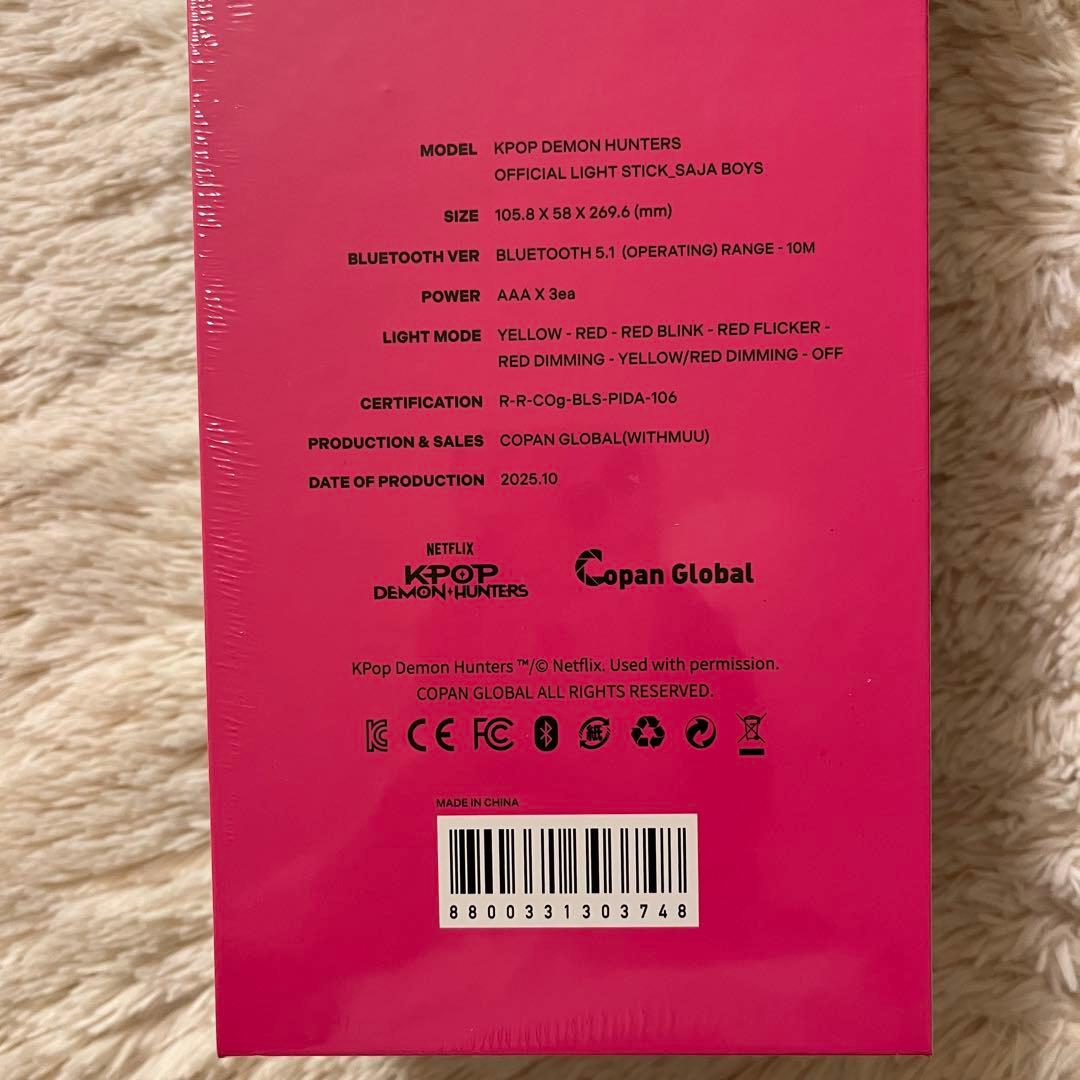 MODEL KPOP DEMON HUNTERS
OFFICIAL LIGHT STICK_SAJA BOYS
SIZE 105.8 X 58 X 269.6 (mm)
BLUETOOTH VER BLUETOOTH 5.1 (OPERATING) RANGE - 10M
POWER AAA X 3ea
LIGHT MODE YELLOW - RED - RED BLINK - RED FLICKER -
RED DIMMING - YELLOW/RED DIMMING - OFF
CERTIFICATION R-R-COg-BLS-PIDA-106
PRODUCTION & SALES COPAN GLOBAL(WITHMUU)
DATE OF PRODUCTION 2025.10
NETFLIX
KPOP
DEMON HUNTERS
Copan Global
KPop Demon Hunters ™/© Netflix. Used with permission.
COPAN GLOBAL ALL RIGHTS RESERVED.
CE FC 紙
MADE IN CHINA
8800331303748